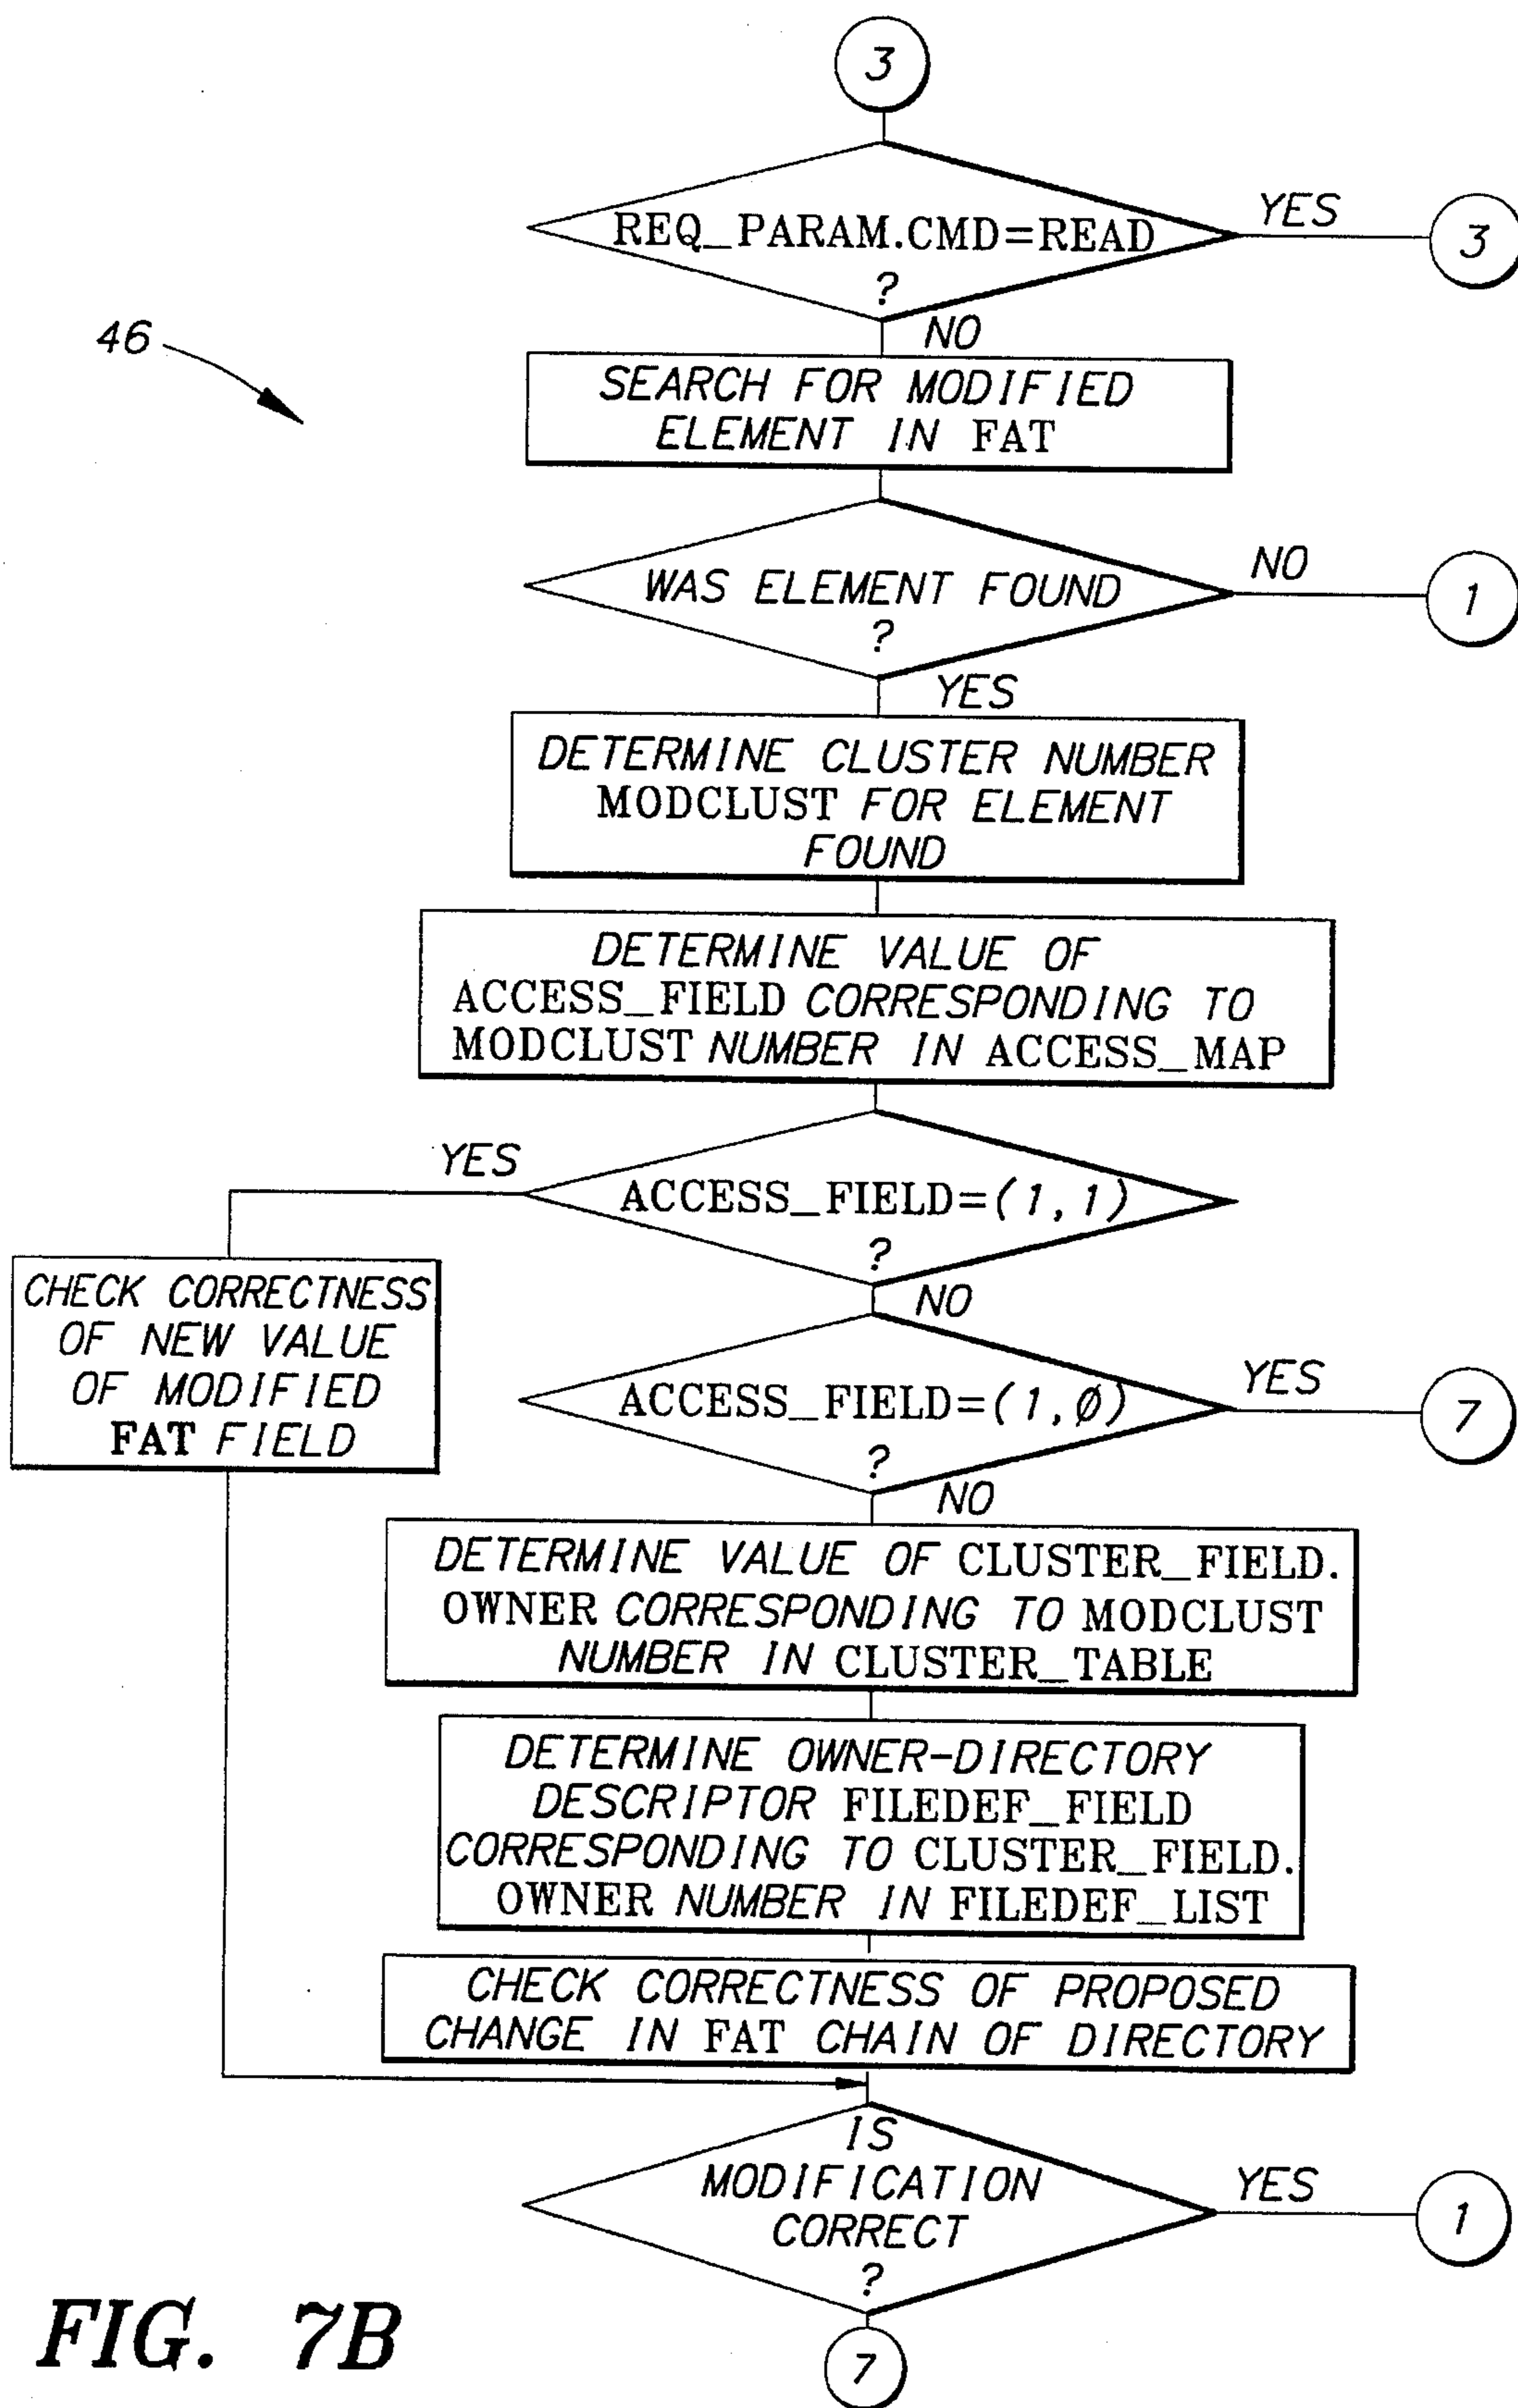 3
REQ_PARAM.CMD=READ
?
YES
3
NO
46
SEARCH FOR MODIFIED
ELEMENT IN FAT
WAS ELEMENT FOUND
?
NO
1
YES
DETERMINE CLUSTER NUMBER
MODCLUST FOR ELEMENT
FOUND
DETERMINE VALUE OF
ACCESS_FIELD CORRESPONDING TO
MODCLUST NUMBER IN ACCESS_MAP
YES
ACCESS_FIELD=(1,1)
?
NO
CHECK CORRECTNESS
OF NEW VALUE
OF MODIFIED
FAT FIELD
ACCESS_FIELD=(1,Ø)
?
YES
7
NO
DETERMINE VALUE OF CLUSTER_FIELD.
OWNER CORRESPONDING TO MODCLUST
NUMBER IN CLUSTER_TABLE
DETERMINE OWNER-DIRECTORY
DESCRIPTOR FILEDEF_FIELD
CORRESPONDING TO CLUSTER_FIELD.
OWNER NUMBER IN FILEDEF_LIST
CHECK CORRECTNESS OF PROPOSED
CHANGE IN FAT CHAIN OF DIRECTORY
IS
MODIFICATION
CORRECT
?
YES
1
7
FIG. 7B